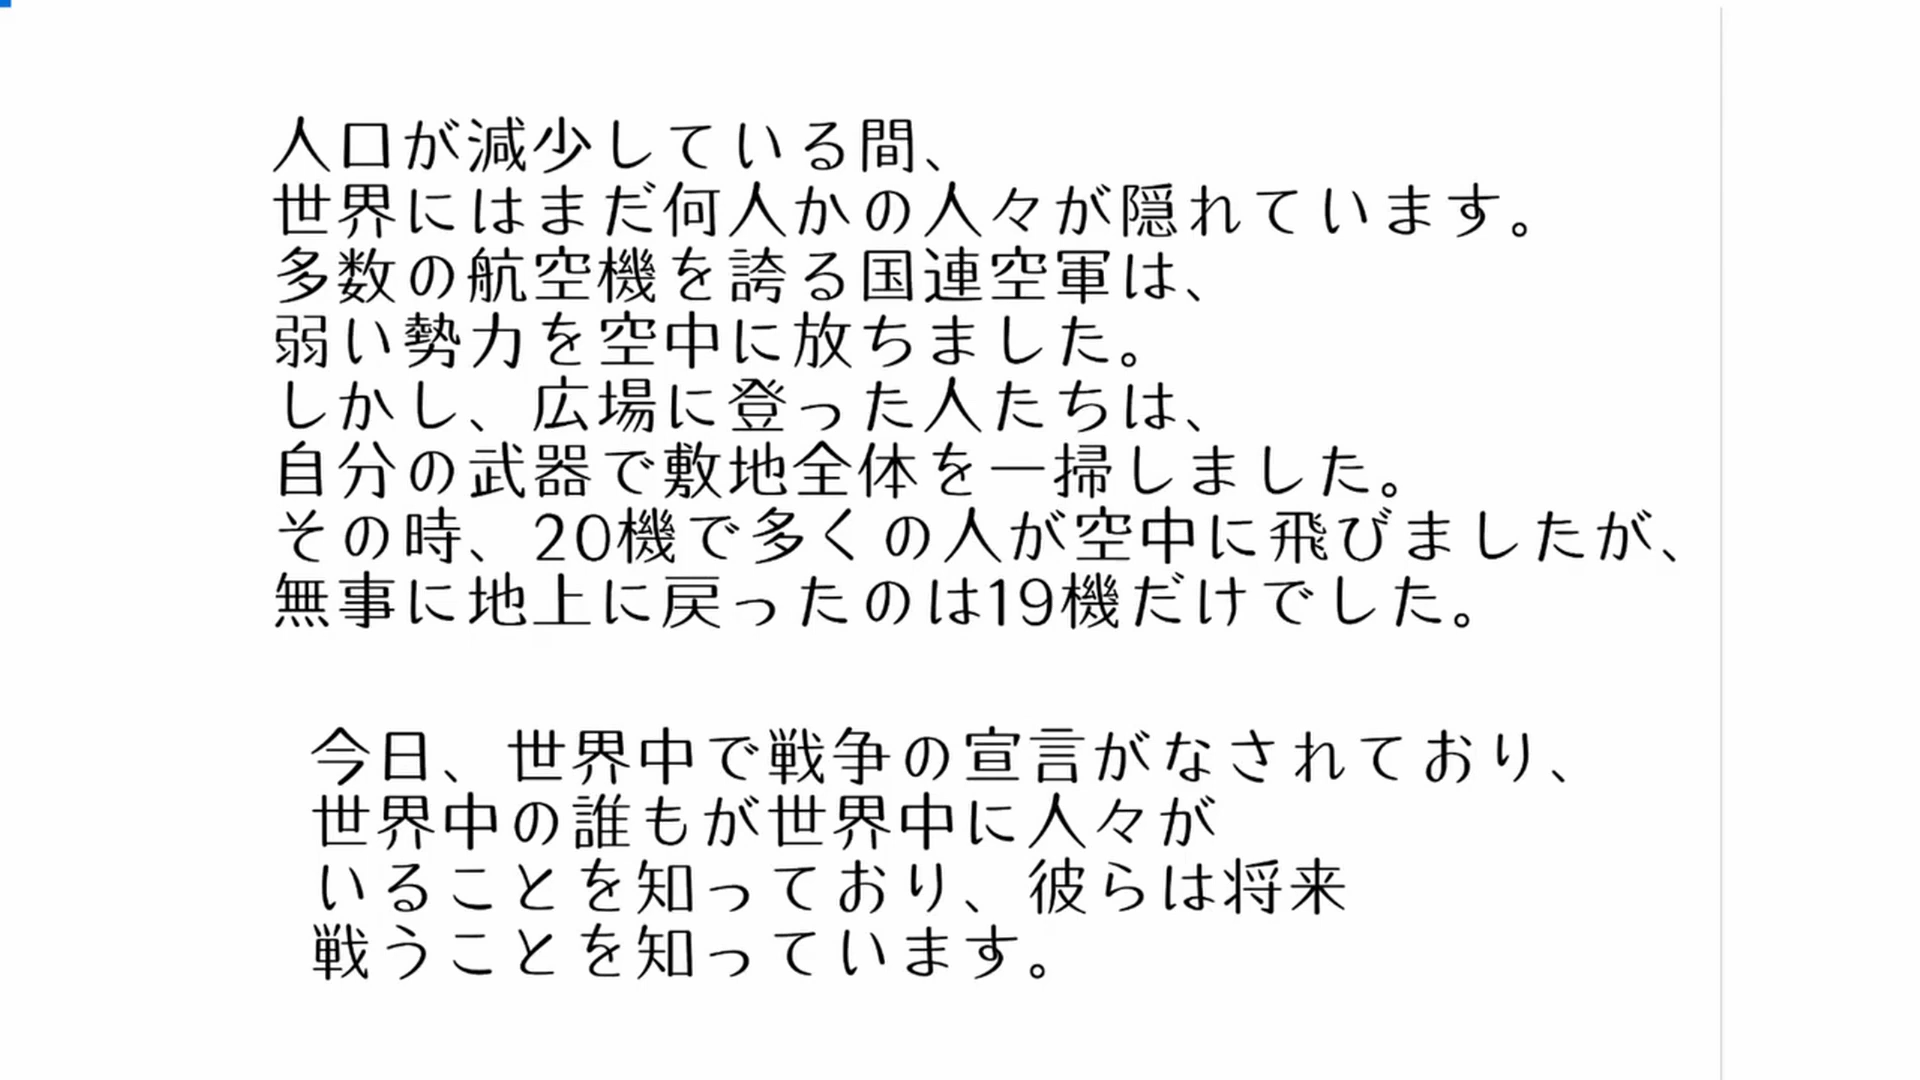 人口が減少している間、
世界にはまだ何人かの人々が隠れています。
多数の航空機を誇る国連空軍は、
弱い勢力を空中に放ちました。
しかし、広場に登った人たちは、
自分の武器で敷地全体を一掃しました。
その時、20機で多くの人が空中に飛びましたが、
無事に地上に戻ったのは19機だけでした。
今日、世界中で戦争の宣言がなされており、
世界中の誰もが世界中に人々が
いることを知っており、彼らは将来
戦うことを知っています。